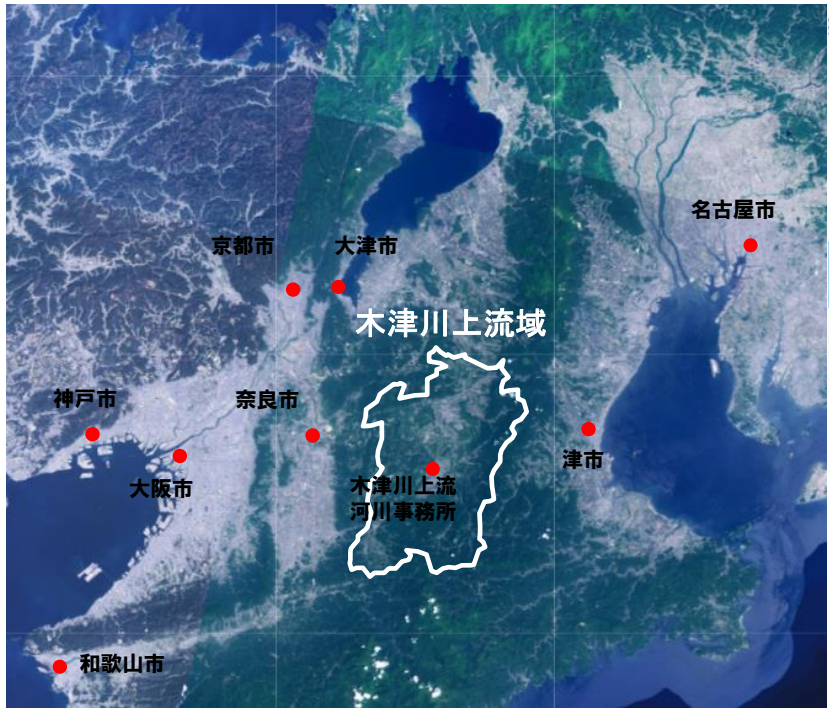 名古屋市
京都市
大津市
木津川上流域
神戸市
奈良市
津市
大阪市
木津川上流
河川事務所
和歌山市